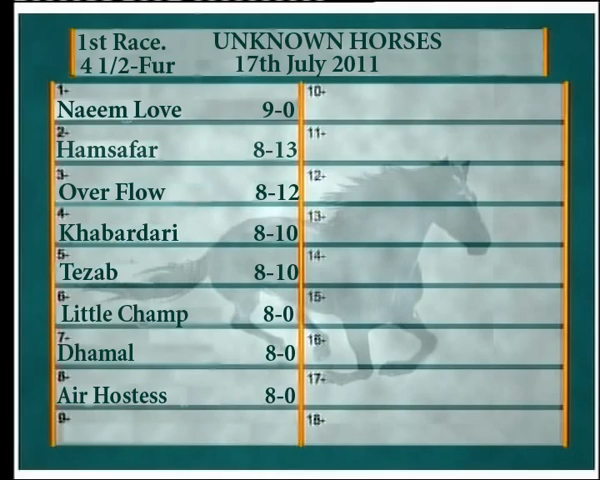 1st Race. UNKNOWN HORSES
4 1/2-Fur 17th July 2011
1-
Naeem Love 9-0
2-
Hamsafar 8-13
3-
Over Flow 8-12
4-
Khabardari 8-10
5-
Tezab 8-10
6-
Little Champ 8-0
7-
Dhamal 8-0
8-
Air Hostess 8-0
9-
10-
11-
12-
13-
14-
15-
16-
17-
18-